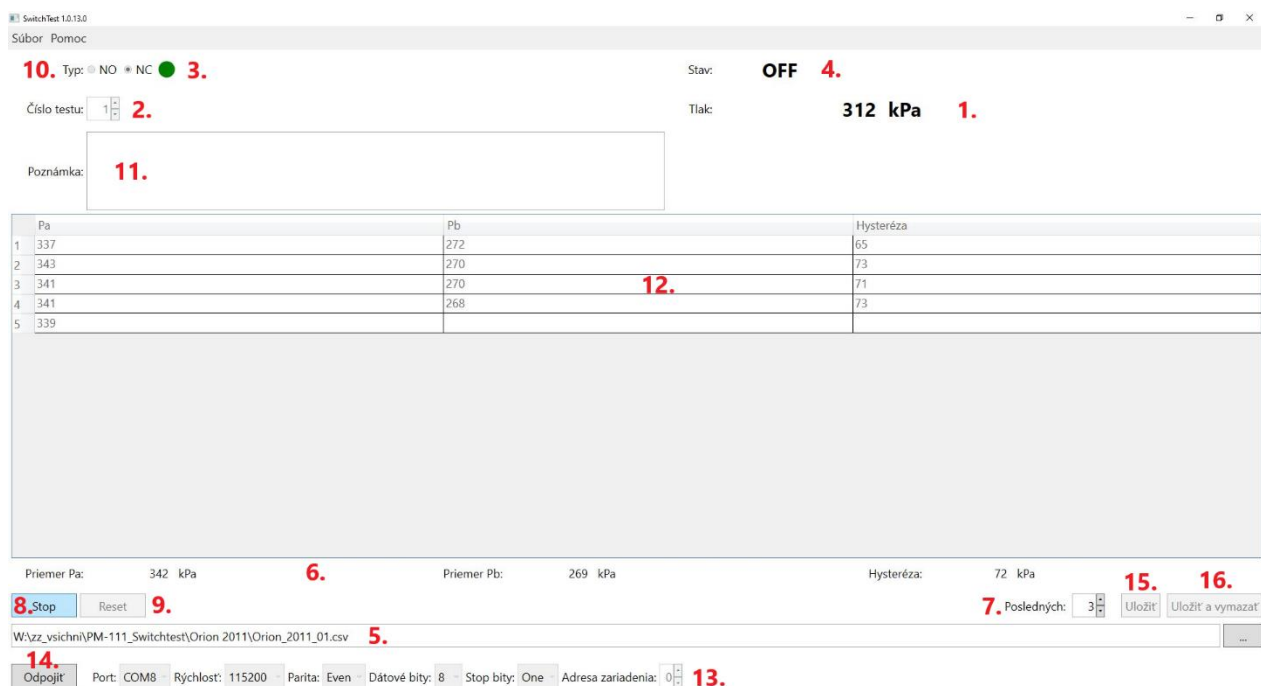 SwitchTest 1.0.13.0
Súbor Pomoc
10. Typ: NO NC 3. Stav: OFF 4.
Číslo testu: 1 2. Tlak: 312 kPa 1.
Poznámka: 11.
Pa Pb Hysteréza
1 337 272 65
2 343 270 73
3 341 270 12. 71
4 341 268 73
5 339
Priemer Pa: 342 kPa 6. Priemer Pb: 269 kPa Hysteréza: 72 kPa
15. 16.
8. Stop Reset 9. 7. Posledných: 3 Uložiť Uložiť a vymazať
W:\zz_vsichni\PM-111_Switchtest\Orion 2011\Orion_2011_01.csv 5. ...
14.
Odpojiť Port: COM8 Rýchlosť: 115200 Parita: Even Dátové bity: 8 Stop bity: One Adresa zariadenia: 0 13.